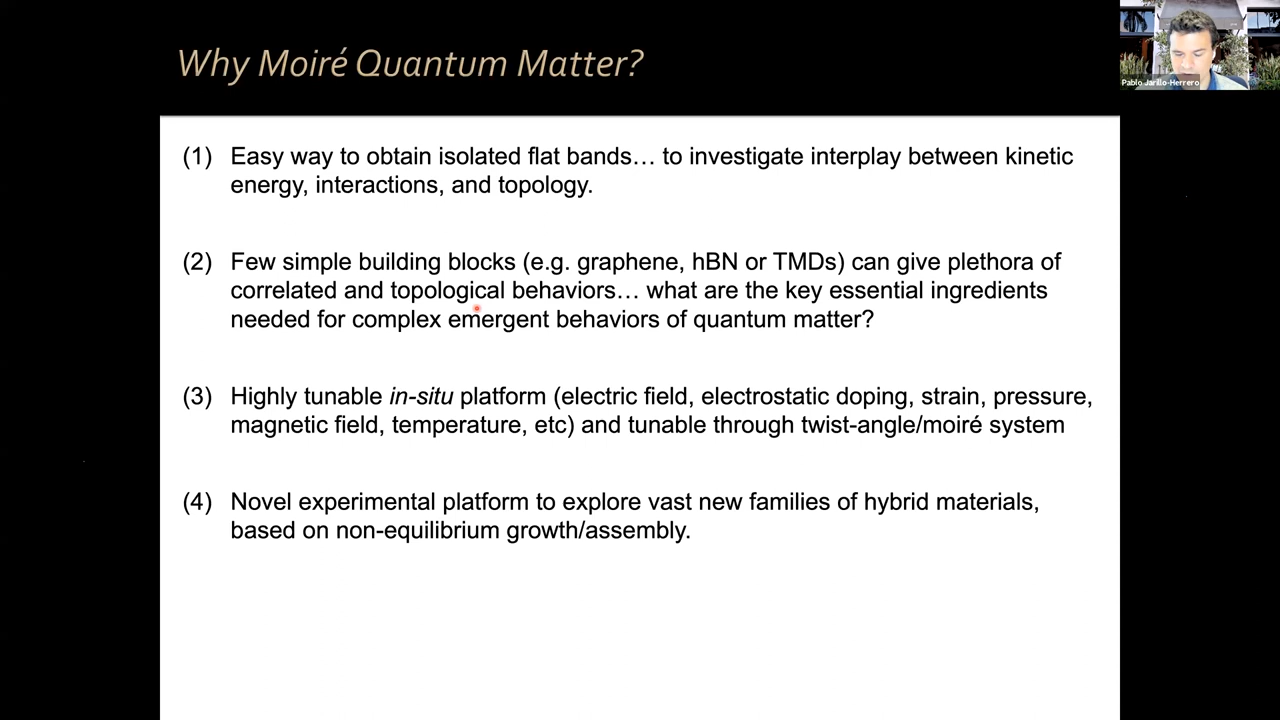 Why Moiré Quantum Matter?
Pablo Jarillo-Herrero
(1) Easy way to obtain isolated flat bands… to investigate interplay between kinetic
energy, interactions, and topology.
(2) Few simple building blocks (e.g. graphene, hBN or TMDs) can give plethora of
correlated and topological behaviors… what are the key essential ingredients
needed for complex emergent behaviors of quantum matter?
(3) Highly tunable in-situ platform (electric field, electrostatic doping, strain, pressure,
magnetic field, temperature, etc) and tunable through twist-angle/moiré system
(4) Novel experimental platform to explore vast new families of hybrid materials,
based on non-equilibrium growth/assembly.